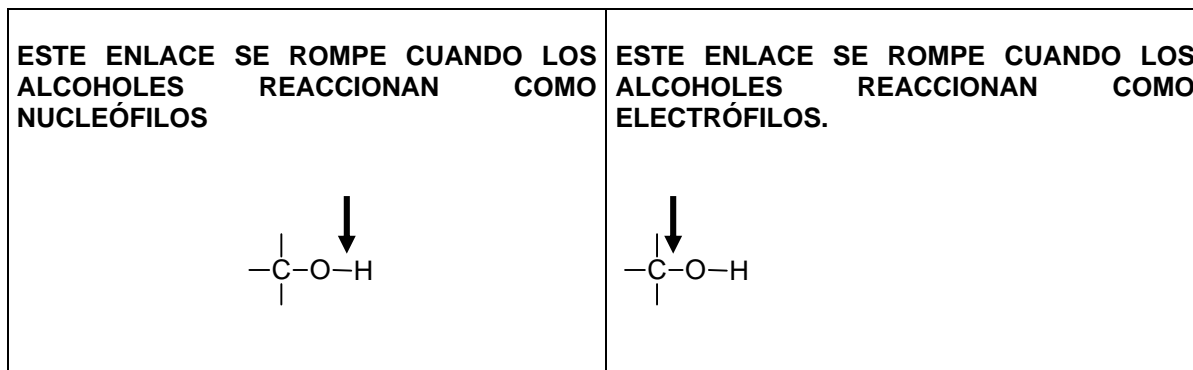 ESTE ENLACE SE ROMPE CUANDO LOS
ALCOHOLES REACCIONAN COMO
NUCLEÓFILOS
C O H
ESTE ENLACE SE ROMPE CUANDO LOS
ALCOHOLES REACCIONAN COMO
ELECTRÓFILOS.
C O H